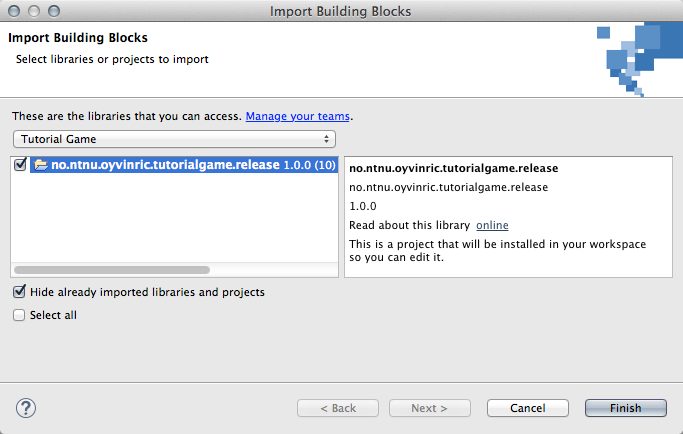 Import Building Blocks
Import Building Blocks
Select libraries or projects to import
These are the libraries that you can access. Manage your teams.
Tutorial Game
no.ntnu.oyvinric.tutorialgame.release 1.0.0 (10)
no.ntnu.oyvinric.tutorialgame.release
no.ntnu.oyvinric.tutorialgame.release
1.0.0
Read about this library online
This is a project that will be installed in your workspace
so you can edit it.
Hide already imported libraries and projects
Select all
?
< Back
Next >
Cancel
Finish